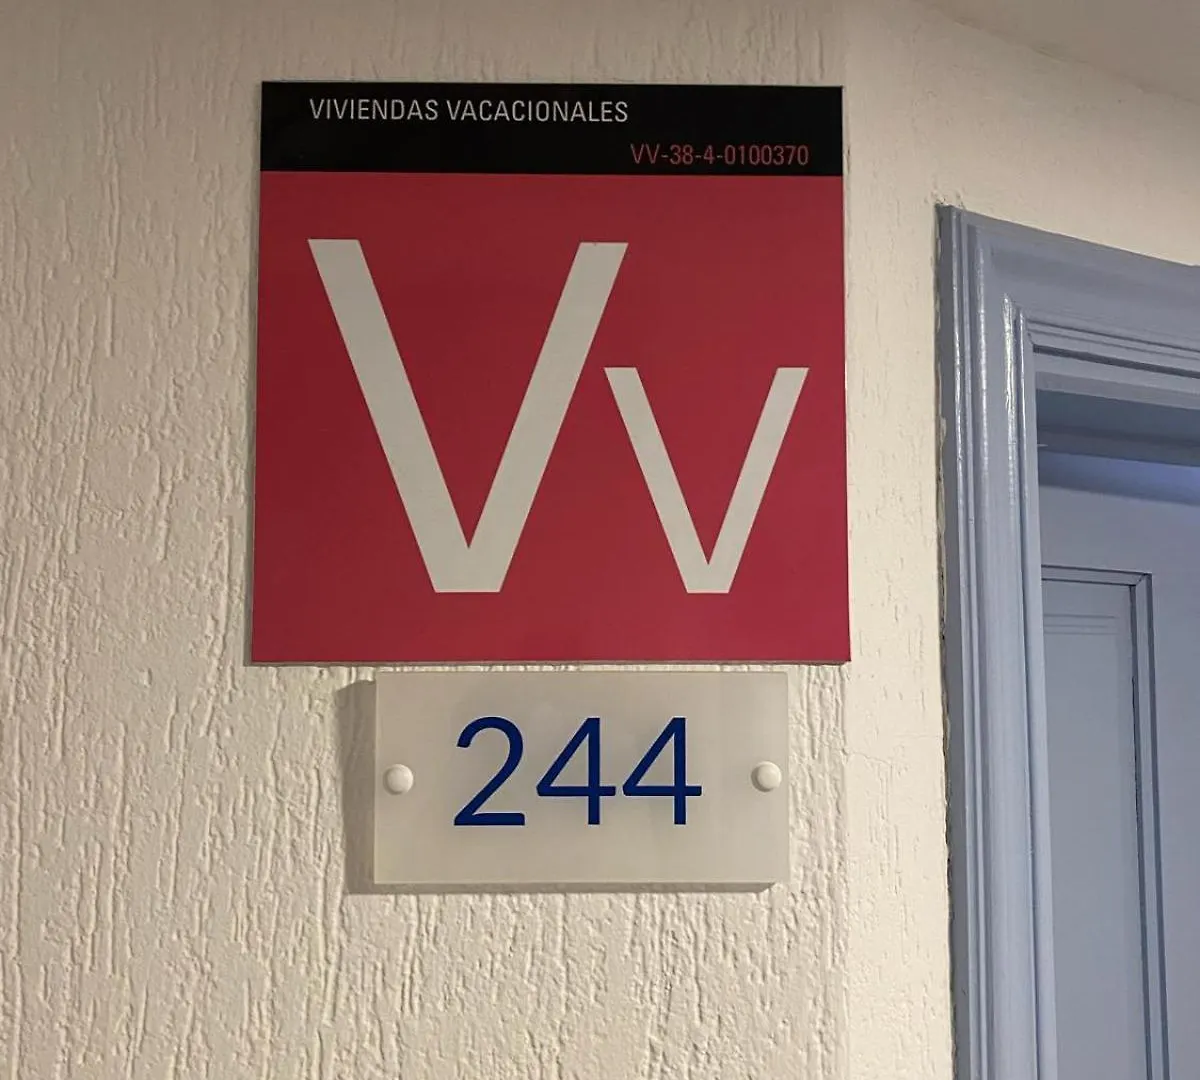 VIVIENDAS VACACIONALES
VV-38-4-0100370
Vv
244